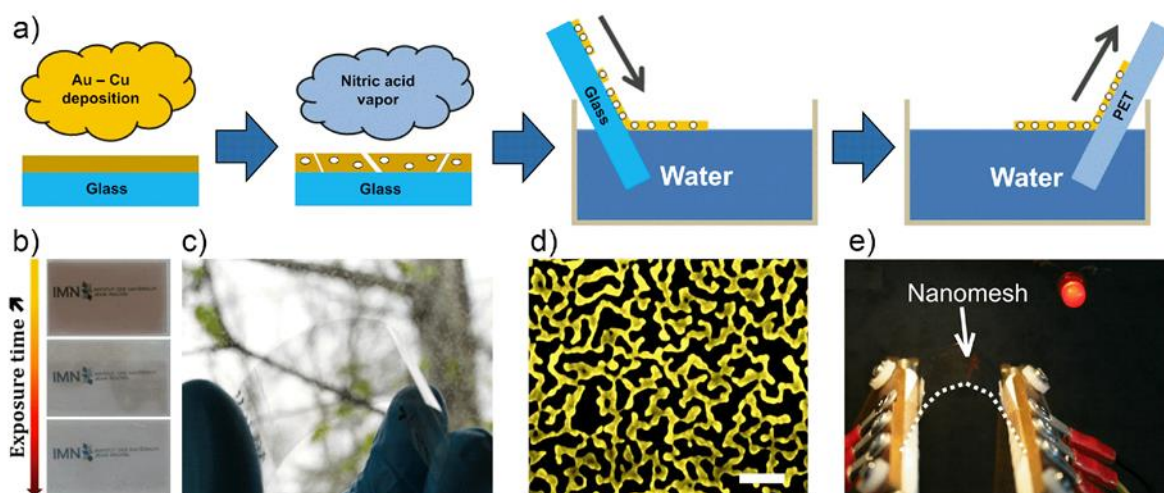 a)
Au – Cu
deposition
Nitric acid
vapor
Glass
Glass
Glass
Water
PET
Water
b)
c)
d)
e)
Exposure time
IMN
IMN
IMN
Nanomesh